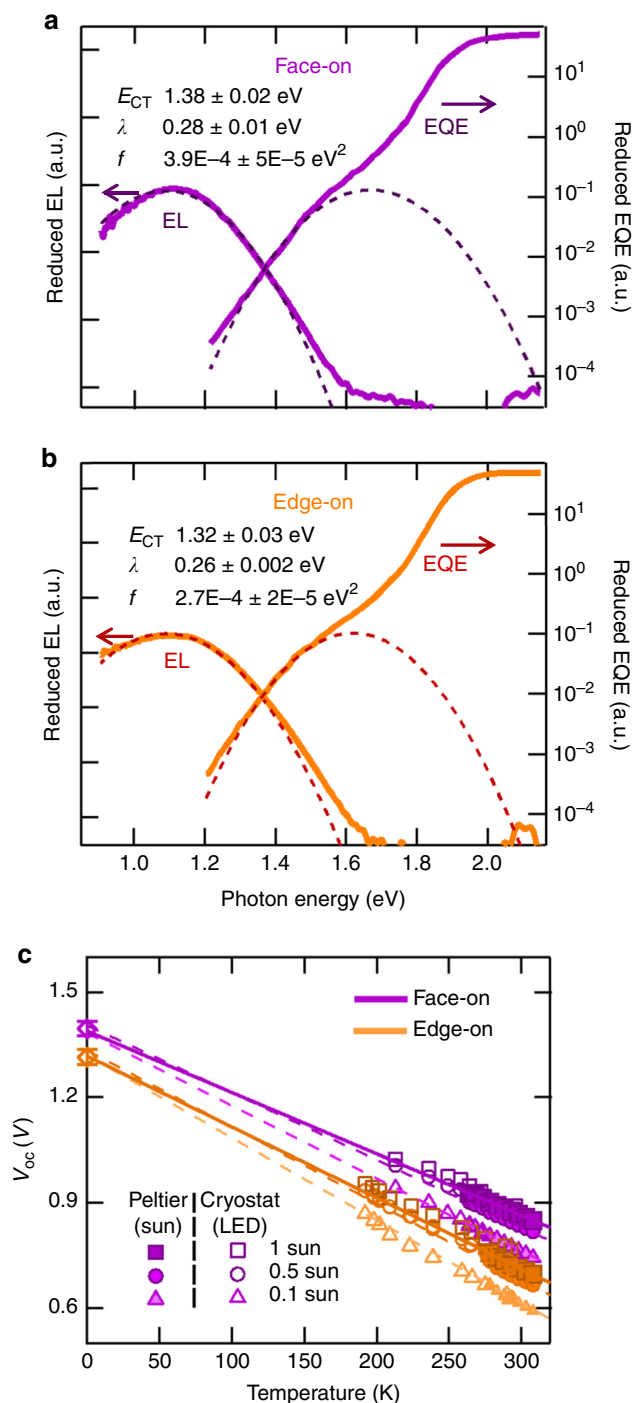 a
Face-on
E_CT 1.38 ± 0.02 eV
λ 0.28 ± 0.01 eV
f 3.9E–4 ± 5E–5 eV²
EQE
EL
Reduced EL (a.u.)
Reduced EQE (a.u.)
10¹
10⁰
10⁻¹
10⁻²
10⁻³
10⁻⁴
b
Edge-on
E_CT 1.32 ± 0.03 eV
λ 0.26 ± 0.002 eV
f 2.7E–4 ± 2E–5 eV²
EQE
EL
Reduced EL (a.u.)
Reduced EQE (a.u.)
10¹
10⁰
10⁻¹
10⁻²
10⁻³
10⁻⁴
1.0 1.2 1.4 1.6 1.8 2.0
Photon energy (eV)
c
1.5
1.2
0.9
0.6
V_oc (V)
Face-on
Edge-on
Peltier Cryostat
(sun) (LED)
1 sun
0.5 sun
0.1 sun
0 50 100 150 200 250 300
Temperature (K)